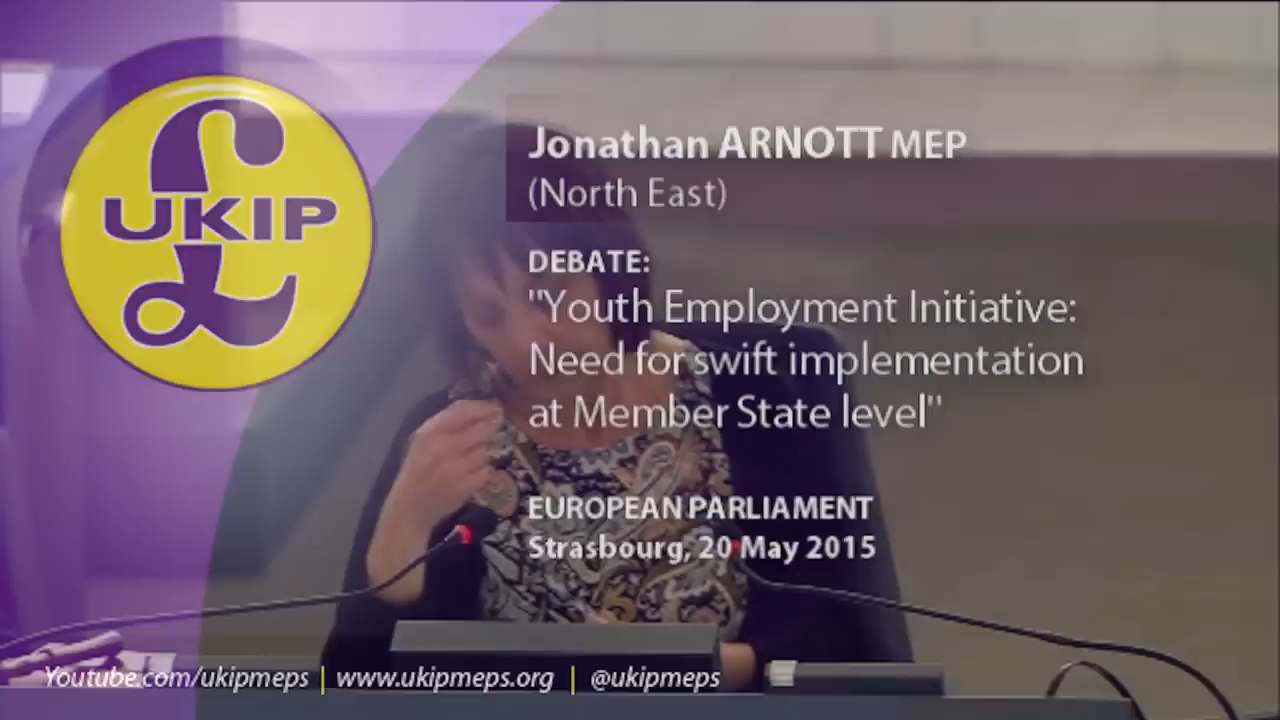 UKIP
Jonathan ARNOTT MEP
(North East)
DEBATE:
"Youth Employment Initiative:
Need for swift implementation
at Member State level"
EUROPEAN PARLIAMENT
Strasbourg, 20 May 2015
Youtube.com/ukipmeps | www.ukipmeps.org | @ukipmeps